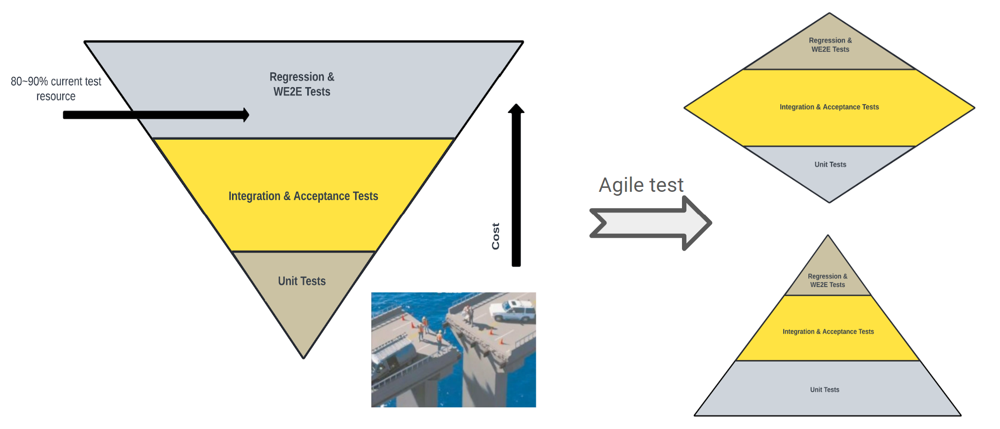 80~90% current test
resource
Regression &
WE2E Tests
Integration & Acceptance Tests
Unit Tests
Cost
Agile test
Regression &
WE2E Tests
Integration & Acceptance Tests
Unit Tests
Regression &
WE2E Tests
Integration & Acceptance Tests
Unit Tests